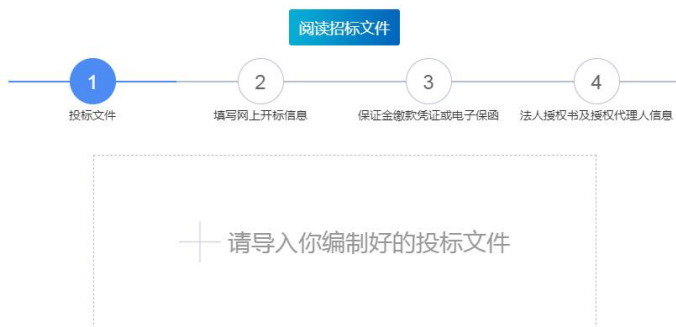 阅读招标文件
1 2 3 4
投标文件 填写网上开标信息 保证金缴款凭证或电子保函 法人授权书及授权代理人信息
请导入你编制好的投标文件